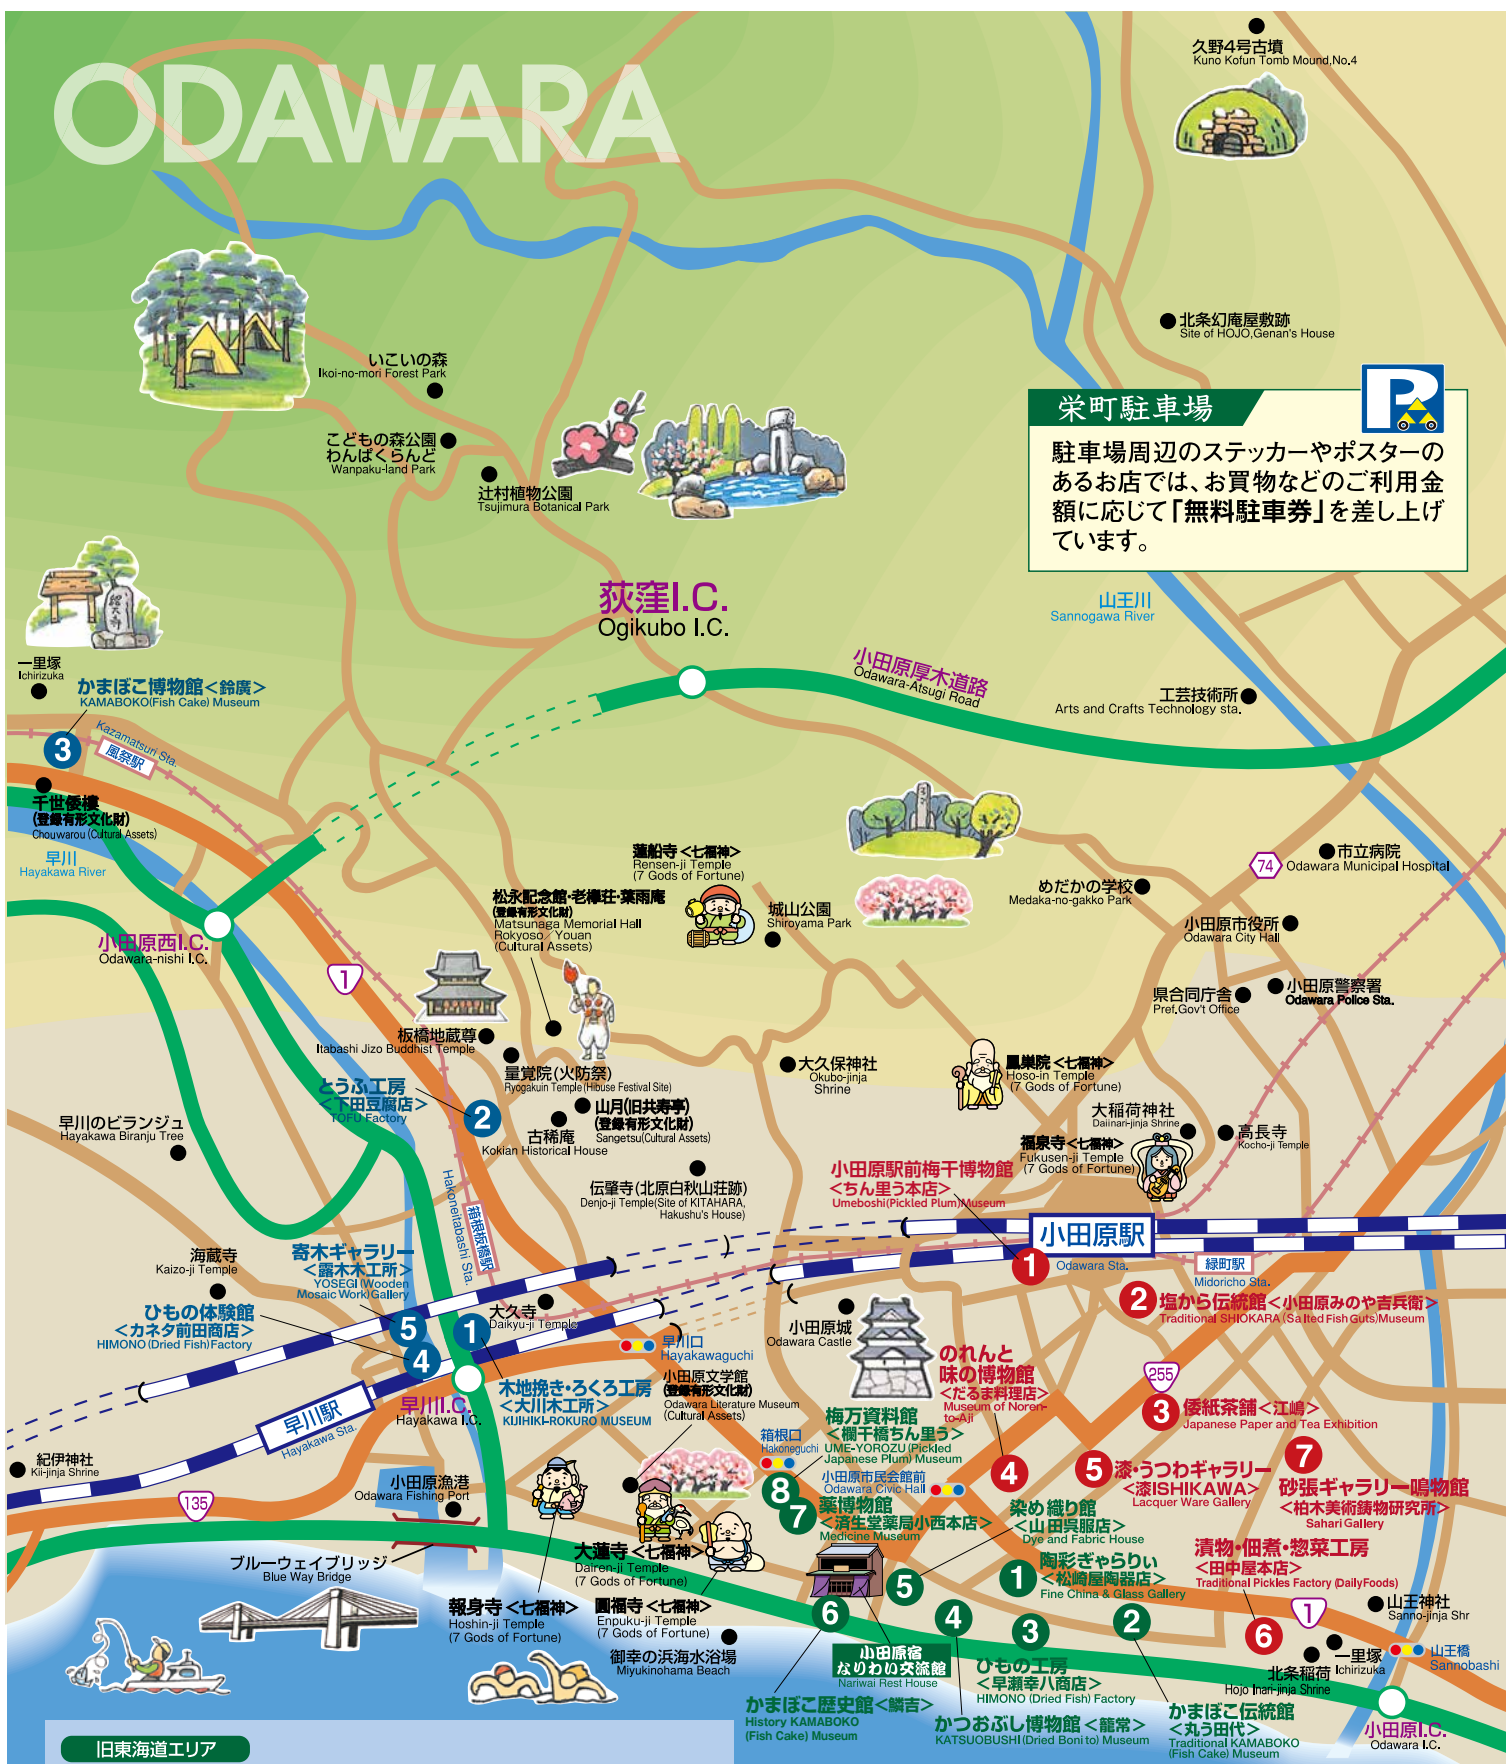 ODAWARA
久野4号古墳
Kuno Kofun Tomb Mound,No.4
北条幻庵屋敷跡
Site of HOJO,Genan's House
いこいの森
Ikoi-no-mori Forest Park
こどもの森公園
わんぱくらんど
Wanpaku-land Park
辻村植物公園
Tsujimura Botanical Park
栄町駐車場
P
駐車場周辺のステッカーやポスターの
あるお店では、お買物などのご利用金
額に応じて「無料駐車券」を差し上げ
ています。
荻窪I.C.
Ogikubo I.C.
山王川
Sannogawa River
小田原厚木道路
Odawara-Atsugi Road
工芸技術所
Arts and Crafts Technology sta.
一里塚
Ichirizuka
かまぼこ博物館<鈴廣>
KAMABOKO(Fish Cake) Museum
3
Kazamatsuri Sta.
風祭駅
千世倭樓
(登録有形文化財)
Chouwarou (Cultural Assets)
早川
Hayakawa River
小田原西I.C.
Odawara-nishi I.C.
1
蓮船寺<七福神>
Rensen-ji Temple
(7 Gods of Fortune)
松永記念館・老欅荘・葉雨庵
(登録有形文化財)
Matsunaga Memorial Hall
Rokyoso／Youan
(Cultural Assets)
城山公園
Shiroyama Park
めだかの学校
Medaka-no-gakko Park
74
市立病院
Odawara Municipal Hospital
小田原市役所
Odawara City Hall
県合同庁舎
Pref.Gov't Office
小田原警察署
Odawara Police Sta.
板橋地蔵尊
Itabashi Jizo Buddhist Temple
量覚院(火防祭)
Ryogakuin Temple(Hibuse Festival Site)
とうふ工房
<下田豆腐店>
TOFU Factory
2
山月(旧共寿亭)
(登録有形文化財)
Sangetsu(Cultural Assets)
古稀庵
Kokian Historical House
大久保神社
Okubo-jinja
Shrine
鳳巣院<七福神>
Hoso-in Temple
(7 Gods of Fortune)
大稲荷神社
Daiinari-jinja Shrine
高長寺
Kocho-ji Temple
福泉寺<七福神>
Fukusen-ji Temple
(7 Gods of Fortune)
早川のビランジュ
Hayakawa Biranju Tree
伝肇寺(北原白秋山荘跡)
Denjo-ji Temple(Site of KITAHARA,
Hakushu's House)
小田原駅前梅干博物館
<ちん里う本店>
Umeboshi(Pickled Plum)Museum
1
小田原駅
Odawara Sta.
緑町駅
Midoricho Sta.
Hakoneitabashi Sta.
箱根板橋駅
海蔵寺
Kaizo-ji Temple
寄木ギャラリー
<露木木工所>
YOSEGI (Wooden
Mosaic Work)Gallery
5
ひもの体験館
<カネタ前田商店>
HIMONO (Dried Fish)Factory
4
1
大久寺
Daikyu-ji Temple
木地挽き・ろくろ工房
<大川木工所>
KIJIHIKI-ROKURO MUSEUM
早川口
Hayakawaguchi
小田原文学館
(登録有形文化財)
Odawara Literature Museum
(Cultural Assets)
小田原城
Odawara Castle
2
塩から伝統館<小田原みのや吉兵衛>
Traditional SHIOKARA (Salted Fish Guts)Museum
のれんと
味の博物館
<だるま料理店>
Museum of Noren-
to-Aji
4
255
3
倭紙茶舗<江嶋>
Japanese Paper and Tea Exhibition
早川I.C.
Hayakawa I.C.
早川駅
Hayakawa Sta.
紀伊神社
Kii-jinja Shrine
135
小田原漁港
Odawara Fishing Port
ブルーウェイブリッジ
Blue Way Bridge
箱根口
Hakoneguchi
梅万資料館
<欄干橋ちん里う>
UME-YOROZU (Pickled
Japanese Plum) Museum
8
小田原市民会館前
Odawara Civic Hall
7
薬博物館
<済生堂薬局小西本店>
Medicine Museum
5
漆・うつわギャラリー
<漆ISHIKAWA>
Lacquer Ware Gallery
7
砂張ギャラリー鳴物館
<柏木美術鋳物研究所>
Sahari Gallery
染め織り館
<山田呉服店>
Dye and Fabric House
5
陶彩ぎゃらりぃ
<松崎屋陶器店>
Fine China & Glass Gallery
1
漬物・佃煮・惣菜工房
<田中屋本店>
Traditional Pickles Factory (DailyFoods)
6
1
山王神社
Sanno-jinja Shr
一里塚
Ichirizuka
山王橋
Sannobashi
北条稲荷
Hojo Inari-jinja Shrine
小田原I.C.
Odawara I.C.
大蓮寺<七福神>
Dairen-ji Temple
(7 Gods of Fortune)
報身寺<七福神>
Hoshin-ji Temple
(7 Gods of Fortune)
圓福寺<七福神>
Enpuku-ji Temple
(7 Gods of Fortune)
御幸の浜海水浴場
Miyukinohama Beach
6
小田原宿
なりわい交流館
Nariwai Rest House
かまぼこ歴史館<鱗吉>
History KAMABOKO
(Fish Cake) Museum
4
かつおぶし博物館<籠常>
KATSUOBUSHI (Dried Bonito) Museum
3
ひもの工房
<早瀬幸八商店>
HIMONO (Dried Fish) Factory
2
かまぼこ伝統館
<丸う田代>
Traditional KAMABOKO
(Fish Cake) Museum
旧東海道エリア